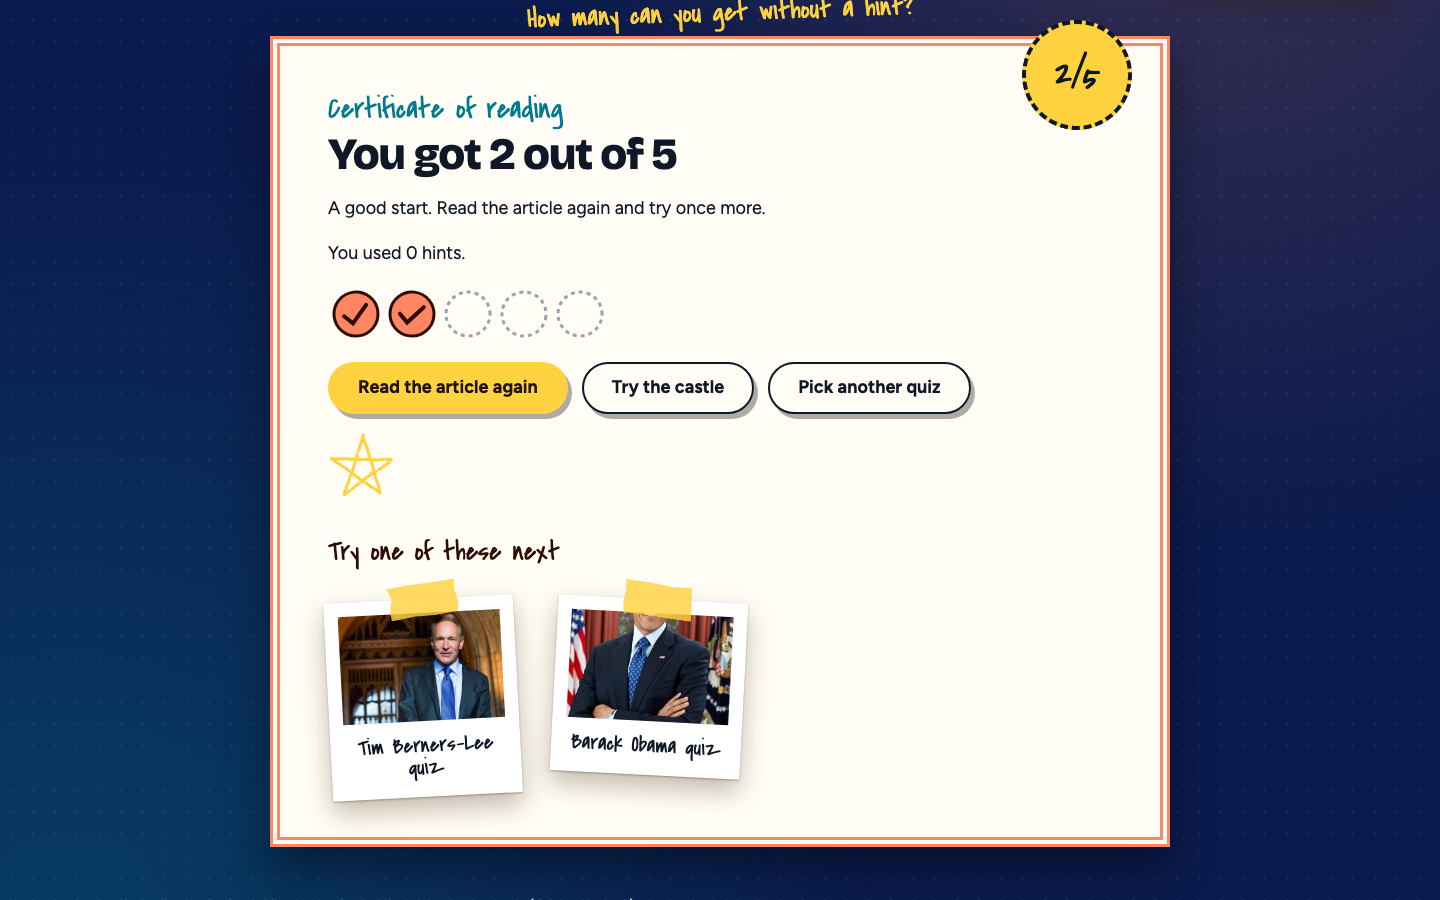 How many can you get without a hint?
2/5
Certificate of reading
You got 2 out of 5
A good start. Read the article again and try once more.
You used 0 hints.
Read the article again
Try the castle
Pick another quiz
Try one of these next
Tim Berners-Lee
quiz
Barack Obama quiz